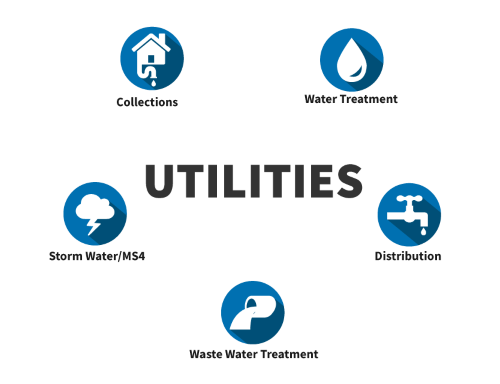 Collections
Water Treatment
UTILITIES
Storm Water/MS4
Distribution
Waste Water Treatment